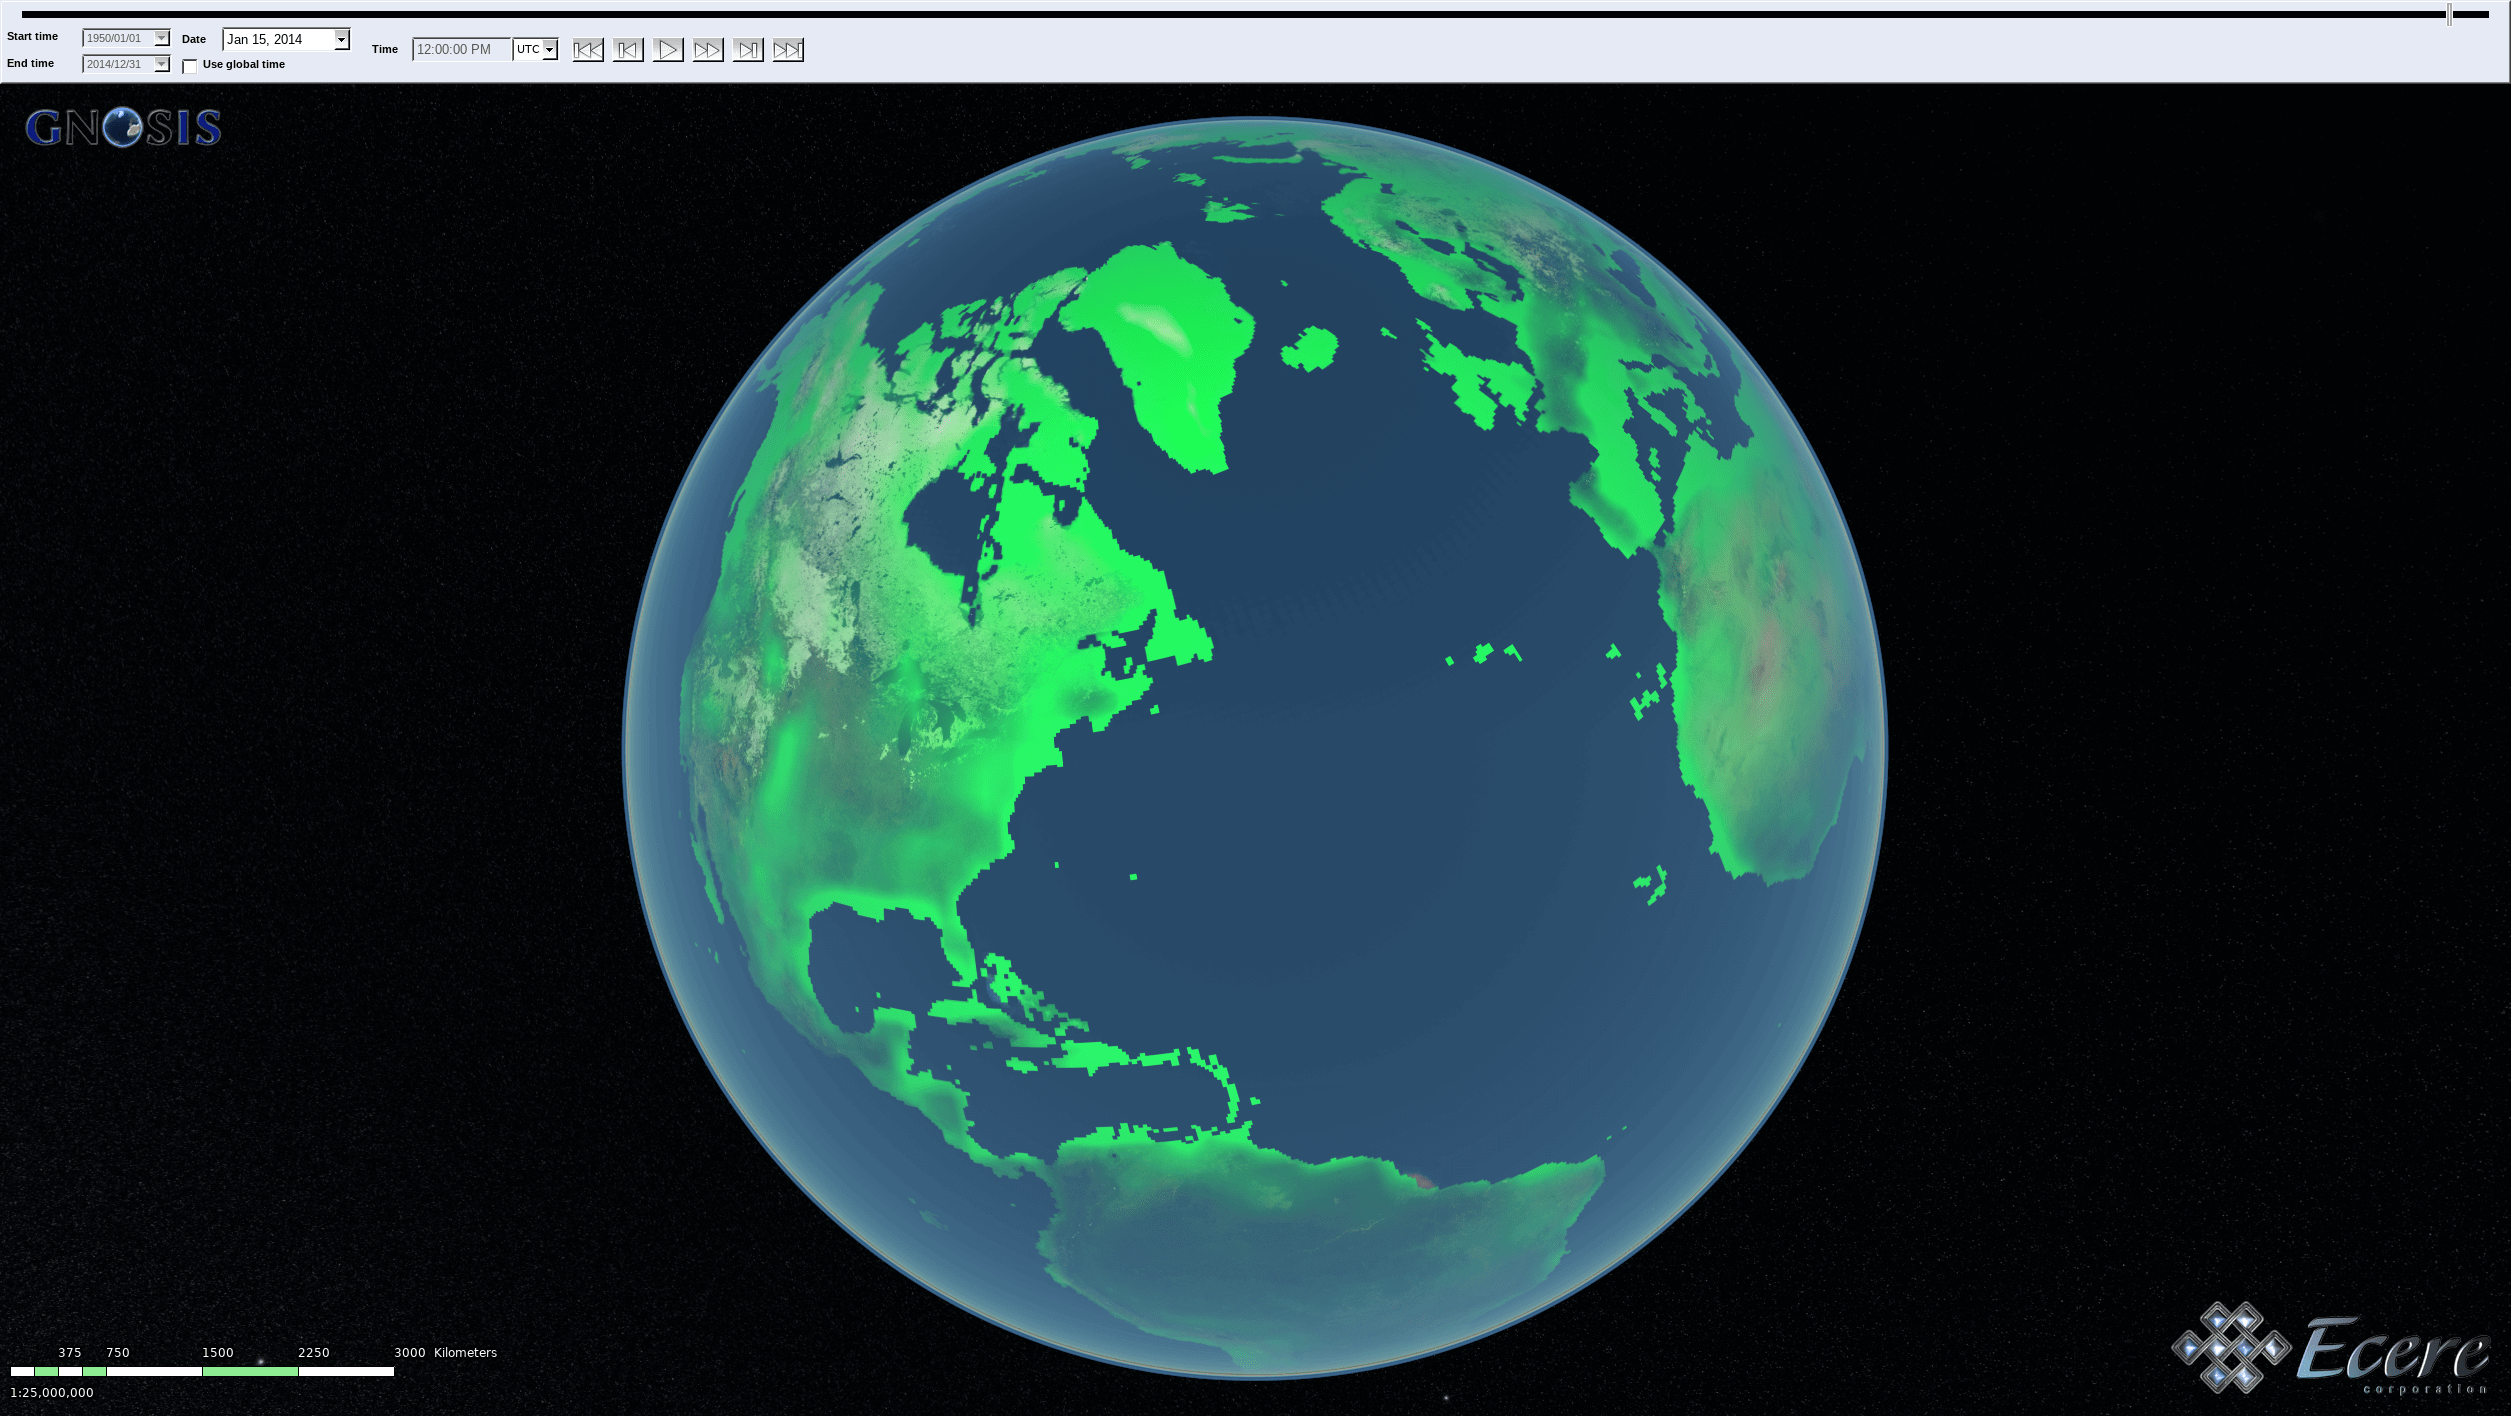 Start time 1950/01/01 Date Jan 15, 2014 Time 12:00:00 PM UTC
End time 2014/12/31 Use global time
GNOSIS
375 750 1500 2250 3000 Kilometers
1:25,000,000
Ecere
corporation